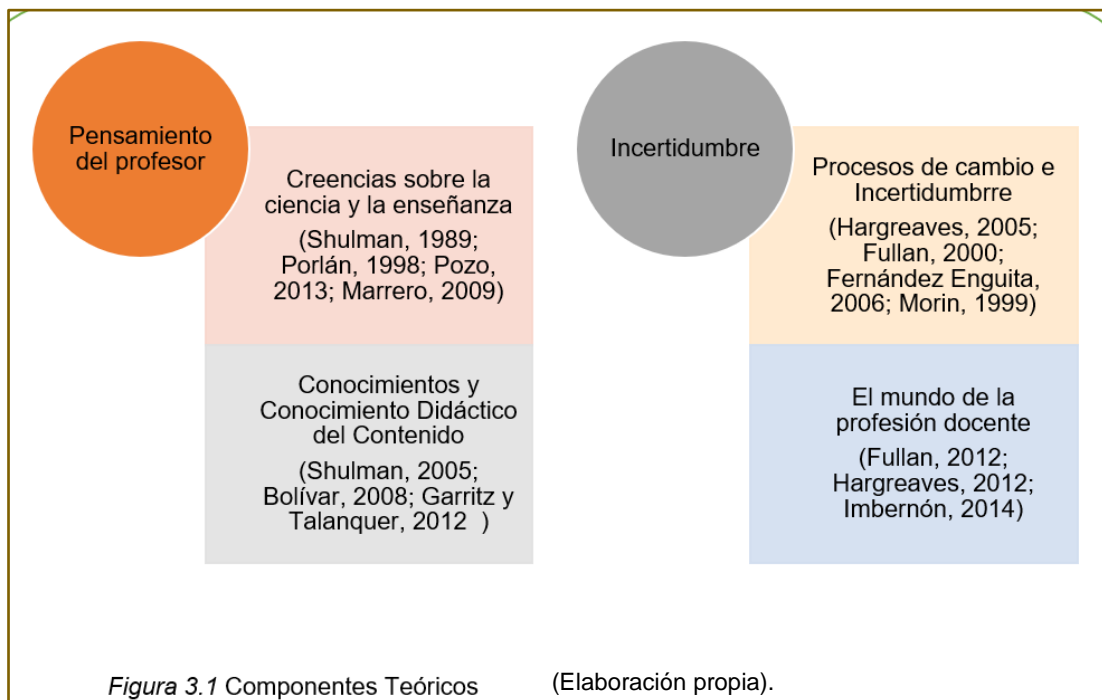 Pensamiento
del profesor
Creencias sobre la
ciencia y la enseñanza
(Shulman, 1989;
Porlán, 1998; Pozo,
2013; Marrero, 2009)
Conocimientos y
Conocimiento Didáctico
del Contenido
(Shulman, 2005;
Bolívar, 2008; Garritz y
Talanquer, 2012  )
Incertidumbre
Procesos de cambio e
Incertidumbrre
(Hargreaves, 2005;
Fullan, 2000;
Fernández Enguita,
2006; Morin, 1999)
El mundo de la
profesión docente
(Fullan, 2012;
Hargreaves, 2012;
Imbernón, 2014)
Figura 3.1 Componentes Teóricos (Elaboración propia).